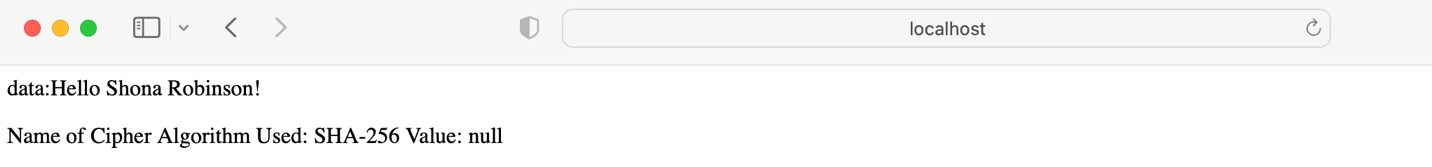 localhost
data:Hello Shona Robinson!
Name of Cipher Algorithm Used: SHA-256 Value: null